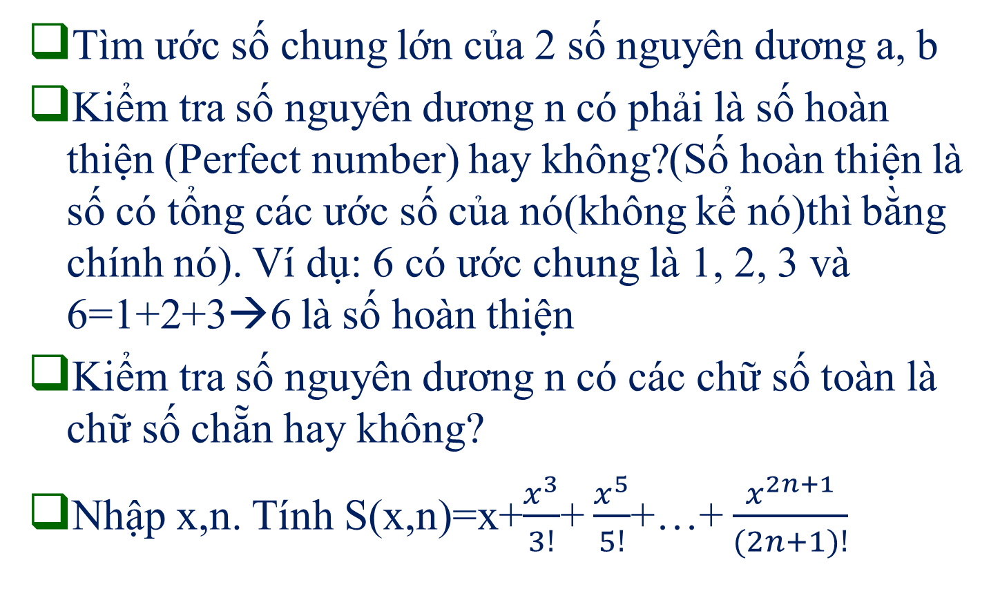 Tìm ước số chung lớn của 2 số nguyên dương a, b
Kiểm tra số nguyên dương n có phải là số hoàn
thiện (Perfect number) hay không?(Số hoàn thiện là
số có tổng các ước số của nó(không kể nó)thì bằng
chính nó). Ví dụ: 6 có ước chung là 1, 2, 3 và
6=1+2+3→6 là số hoàn thiện
Kiểm tra số nguyên dương n có các chữ số toàn là
chữ số chẵn hay không?
Nhập x,n. Tính S(x,n)=x+x^3/3!+ x^5/5!+…+ x^(2n+1)/(2n+1)!